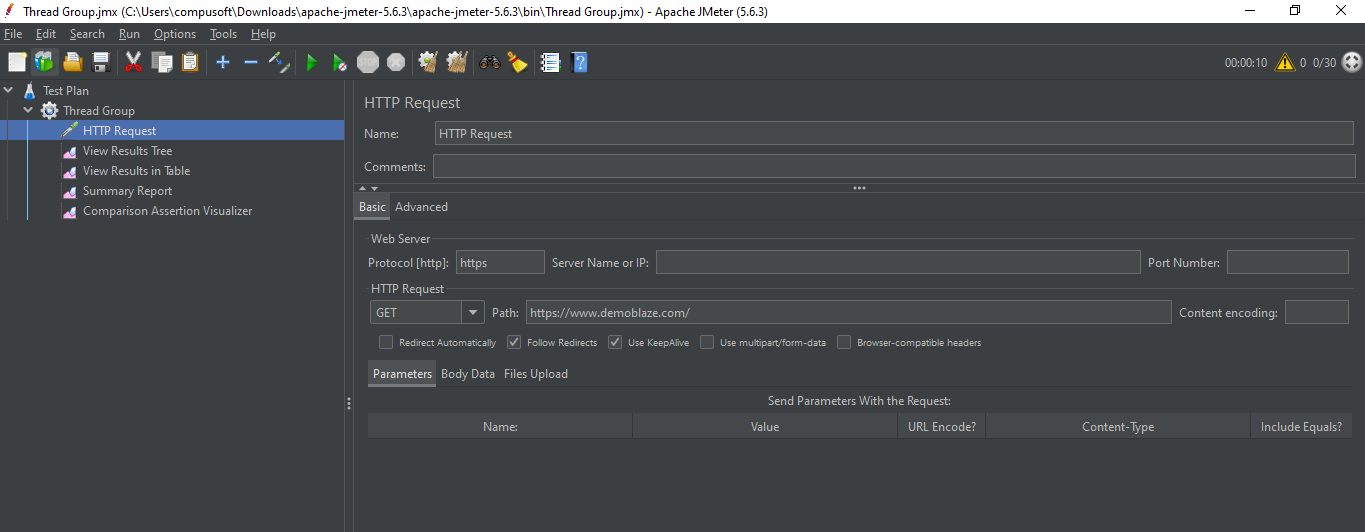 Thread Group.jmx (C:\Users\compusoft\Downloads\apache-jmeter-5.6.3\apache-jmeter-5.6.3\bin\Thread Group.jmx) - Apache JMeter (5.6.3)
File Edit Search Run Options Tools Help
STOP 00:00:10 0 0/30
Test Plan
Thread Group
HTTP Request
View Results Tree
View Results in Table
Summary Report
Comparison Assertion Visualizer
HTTP Request
Name: HTTP Request
Comments:
Basic Advanced
Web Server
Protocol [http]: https Server Name or IP: Port Number:
HTTP Request
GET Path: https://www.demoblaze.com/ Content encoding:
Redirect Automatically Follow Redirects Use KeepAlive Use multipart/form-data Browser-compatible headers
Parameters Body Data Files Upload
Send Parameters With the Request:
Name: Value URL Encode? Content-Type Include Equals?